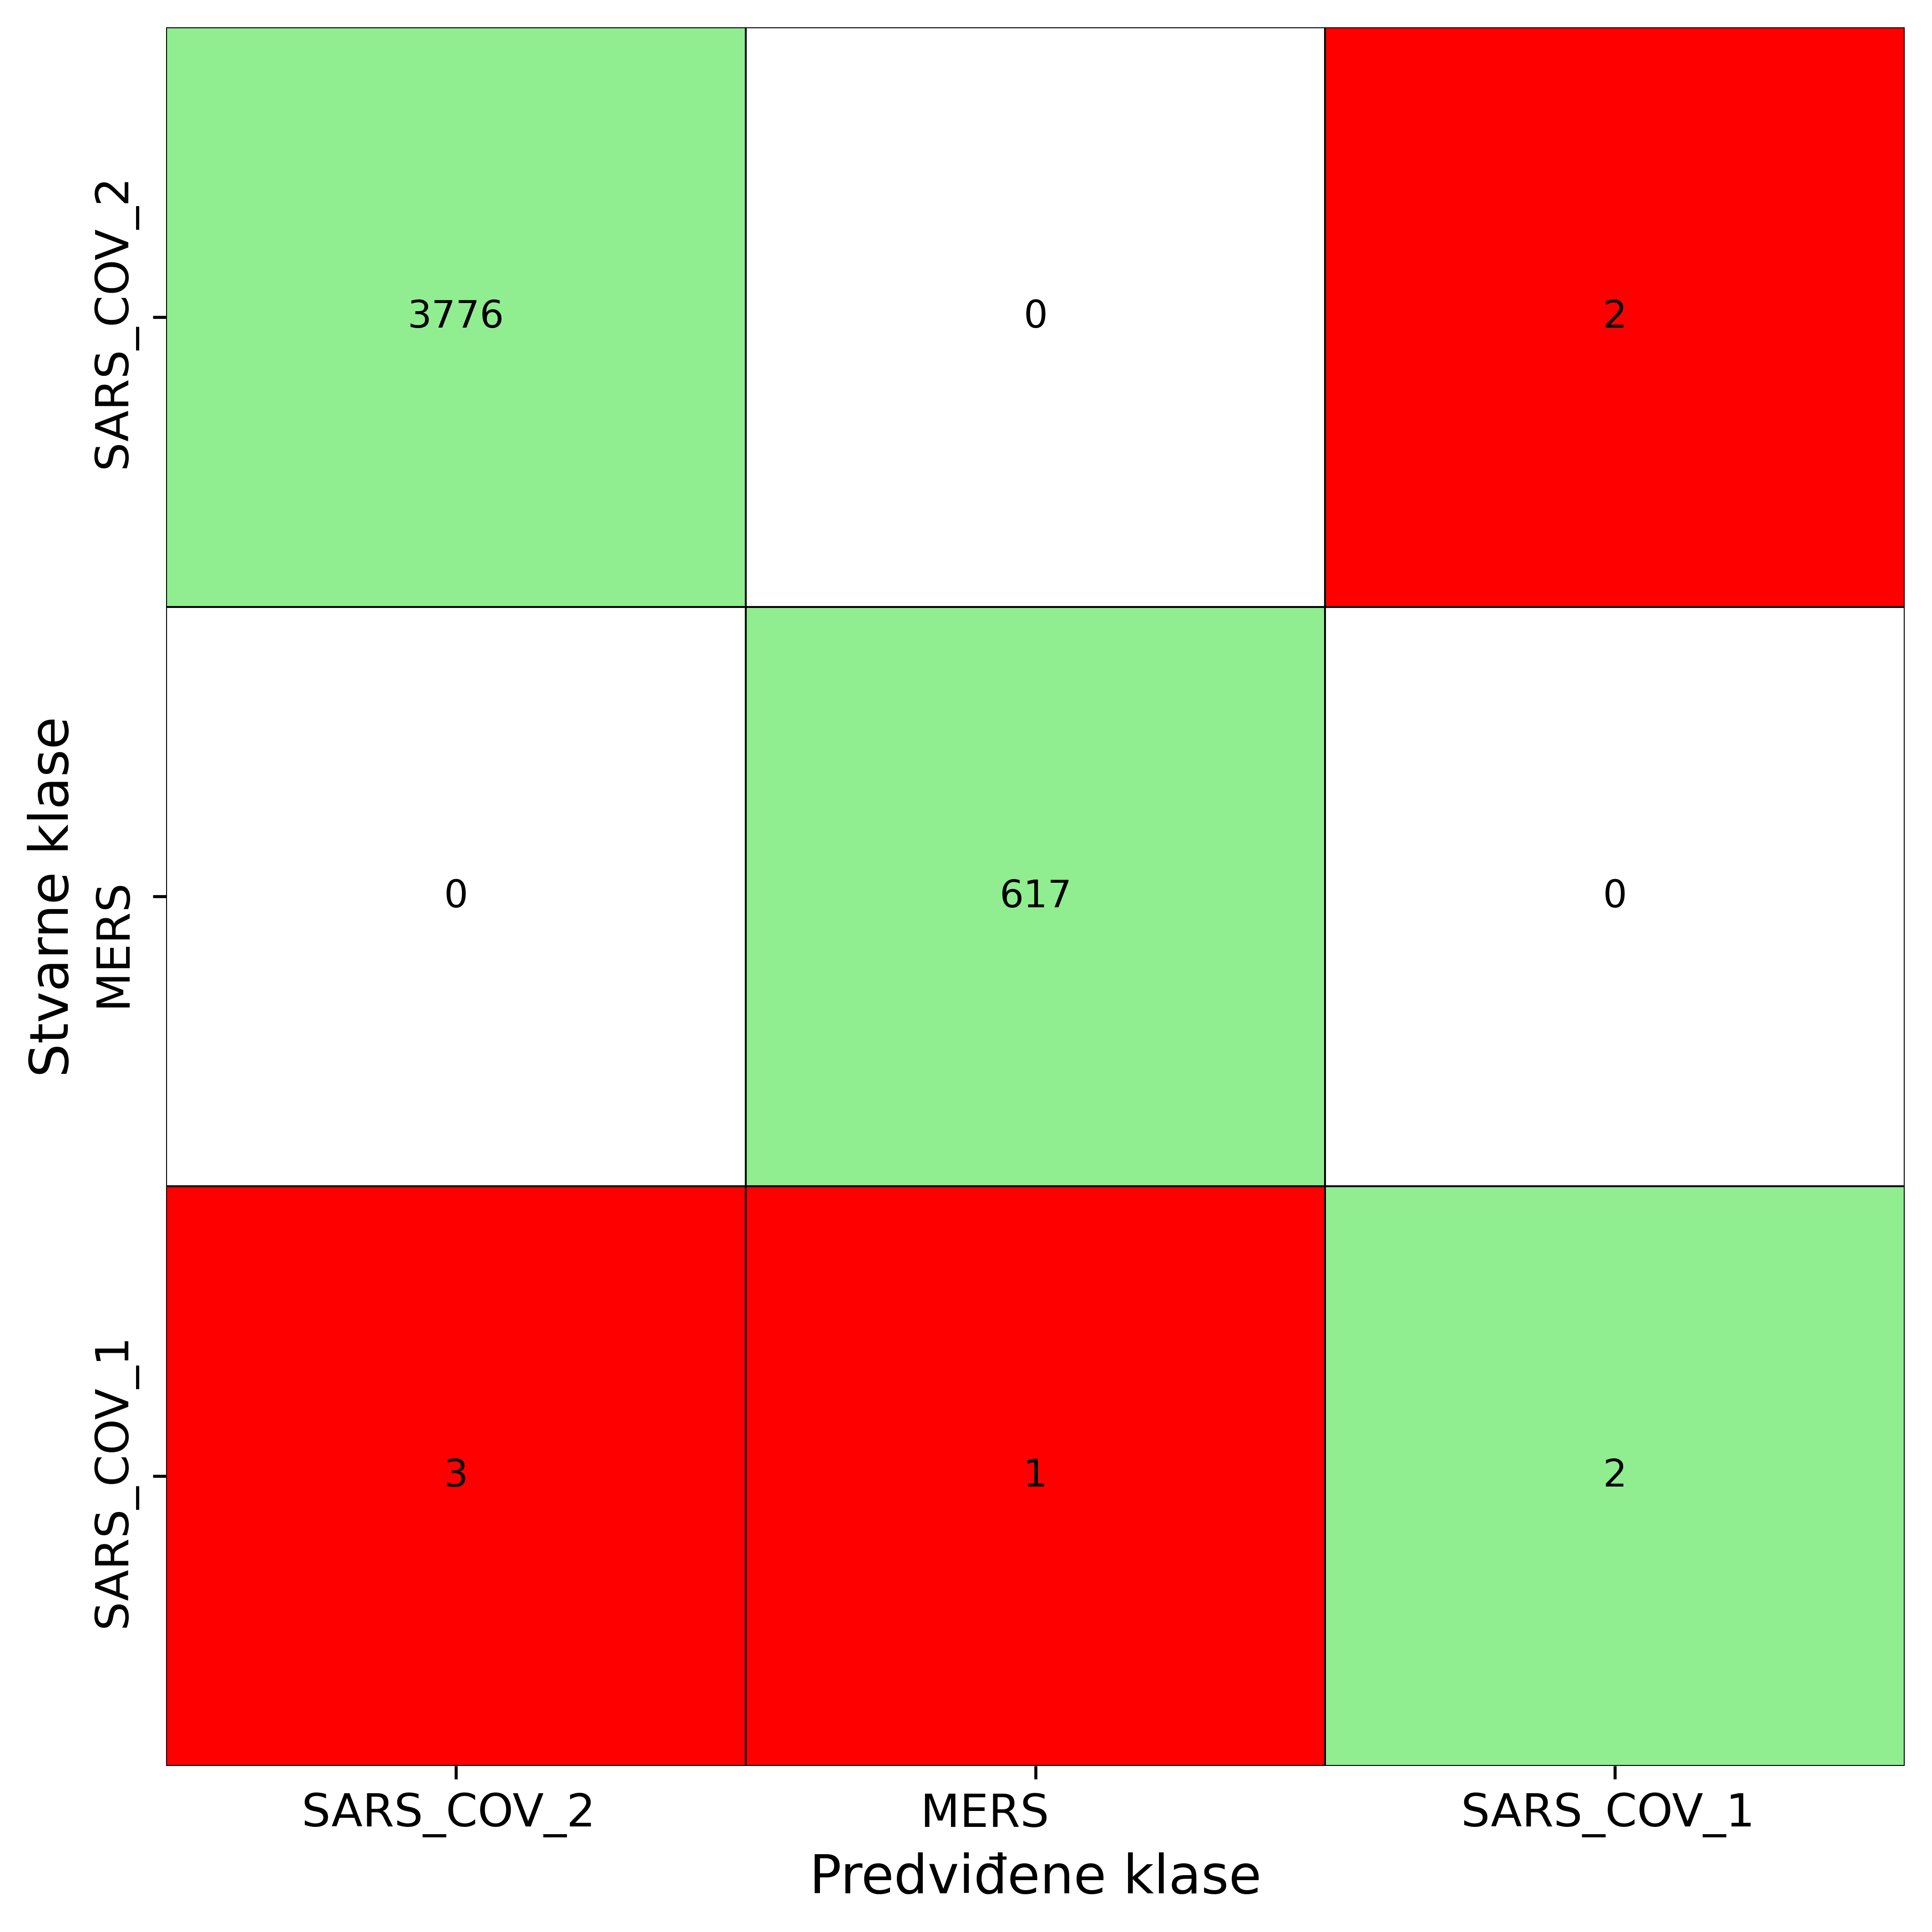 Stvarne klase
SARS_COV_2
3776
0
2
MERS
0
617
0
SARS_COV_1
3
1
2
SARS_COV_2
MERS
SARS_COV_1
Predviđene klase